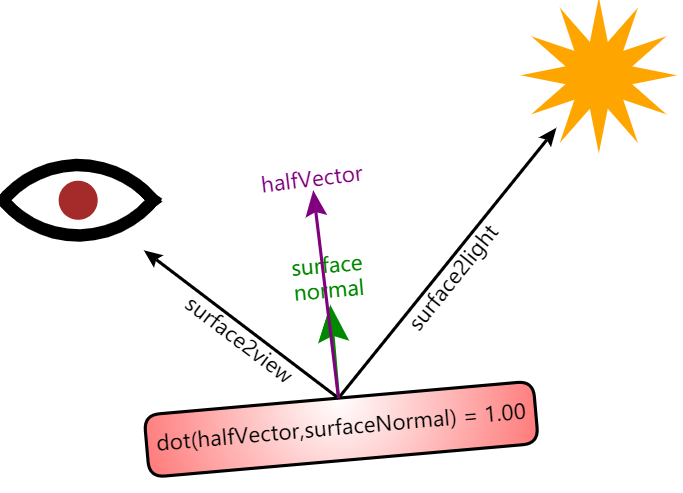 halfVector
surface
normal
surface2light
surface2view
dot(halfVector,surfaceNormal) = 1.00